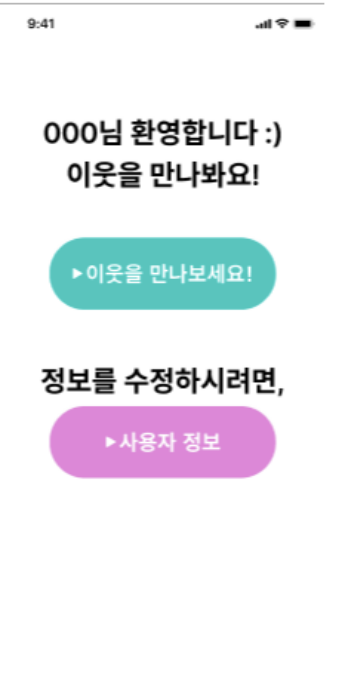 9:41
000님 환영합니다 :)
이웃을 만나봐요!
▶이웃을 만나보세요!
정보를 수정하시려면,
▶사용자 정보